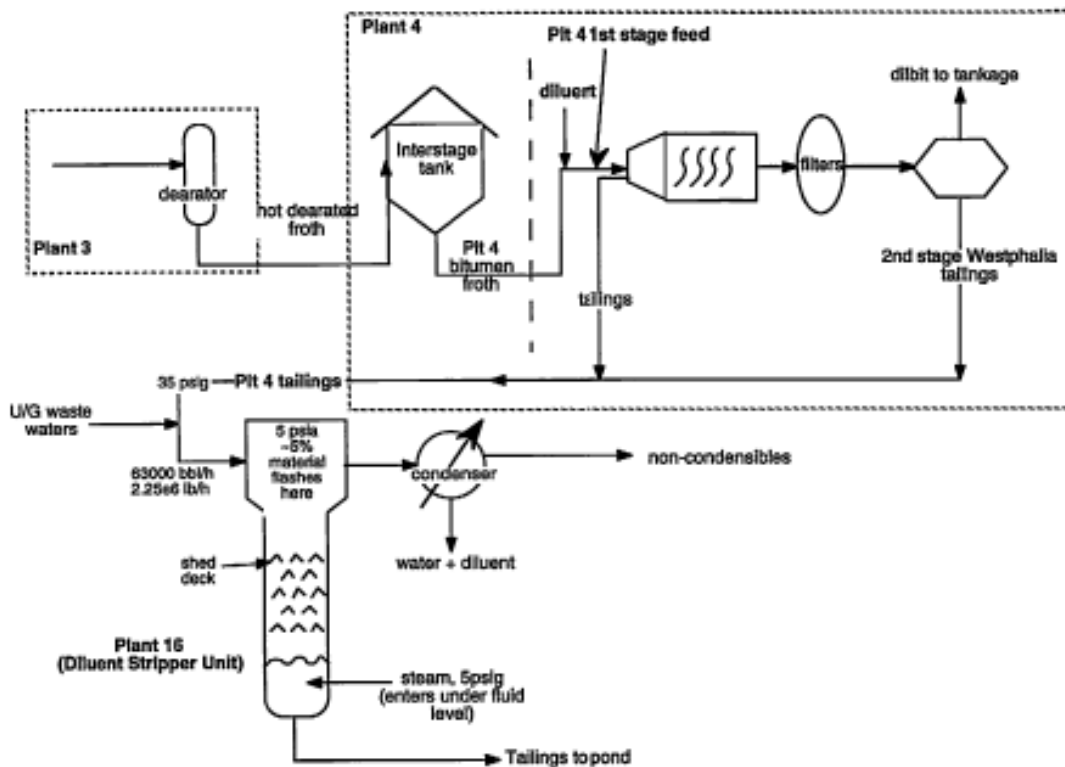 Plant 4
Plt 4 1st stage feed
diluert
dilbit to tankage
Interstage
tank
filters
dearator
hot dearated
froth
Plant 3
Plt 4
bitumen
froth
tailings
2nd stage Westphalia
tailings
35 psig
Plt 4 tailings
U/G waste
waters
63000 bbl/h
2.25e6 lb/h
5 psia
~5%
material
flashes
here
condenser
non-condensibles
water + diluent
shed
deck
Plant 16
(Diluent Stripper Unit)
steam, 5psig
(enters under fluid
level)
Tailings to pond